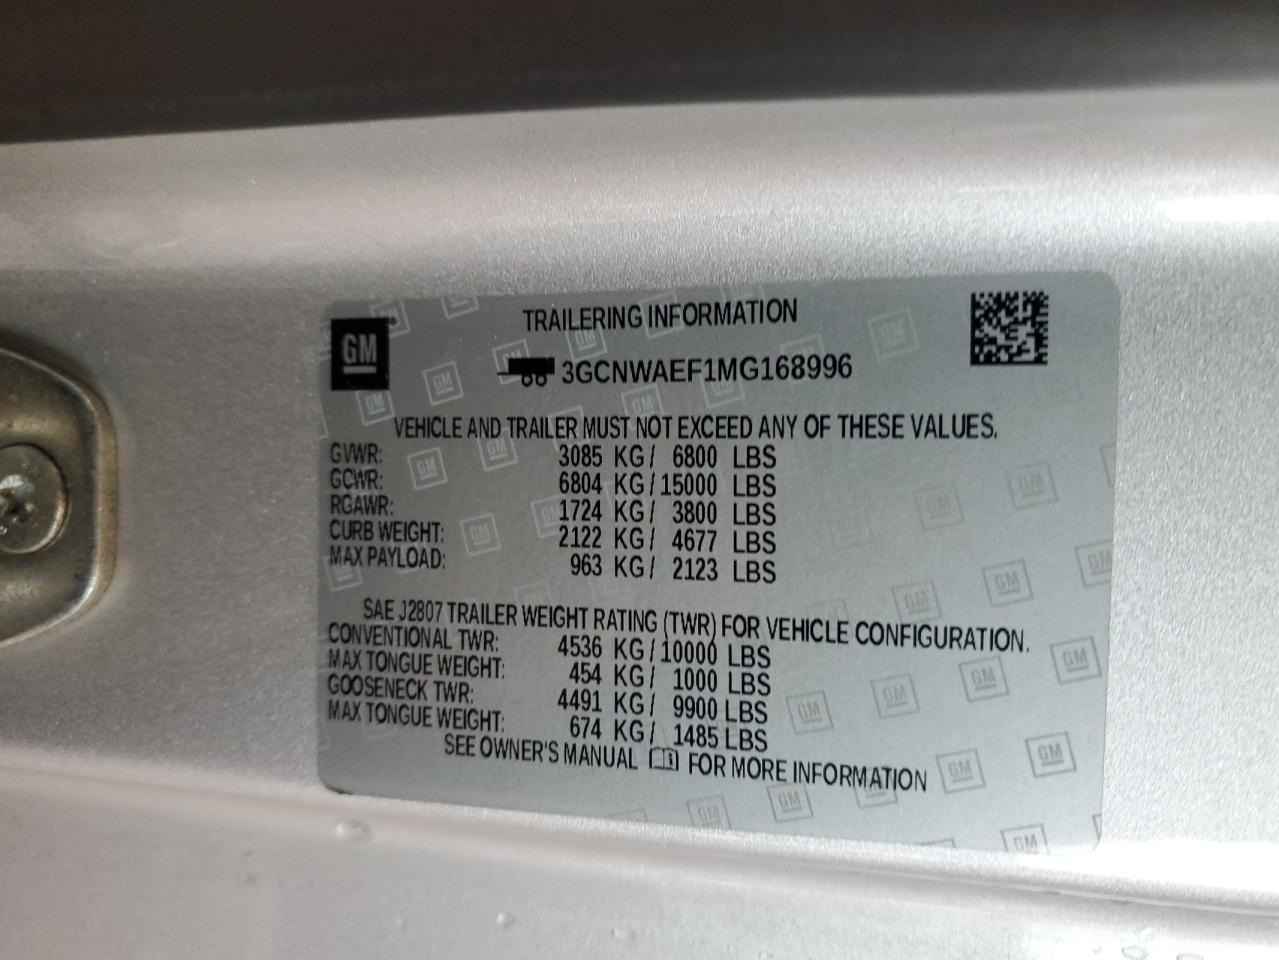 GM
TRAILERING INFORMATION
3GCNWAEF1MG168996
VEHICLE AND TRAILER MUST NOT EXCEED ANY OF THESE VALUES.
GVWR: 3085 KG/ 6800 LBS
GCWR: 6804 KG/15000 LBS
RGAWR: 1724 KG/ 3800 LBS
CURB WEIGHT: 2122 KG/ 4677 LBS
MAX PAYLOAD: 963 KG/ 2123 LBS
SAE J2807 TRAILER WEIGHT RATING (TWR) FOR VEHICLE CONFIGURATION.
CONVENTIONAL TWR: 4536 KG/10000 LBS
MAX TONGUE WEIGHT: 454 KG/ 1000 LBS
GOOSENECK TWR: 4491 KG/ 9900 LBS
MAX TONGUE WEIGHT: 674 KG/ 1485 LBS
SEE OWNER'S MANUAL FOR MORE INFORMATION